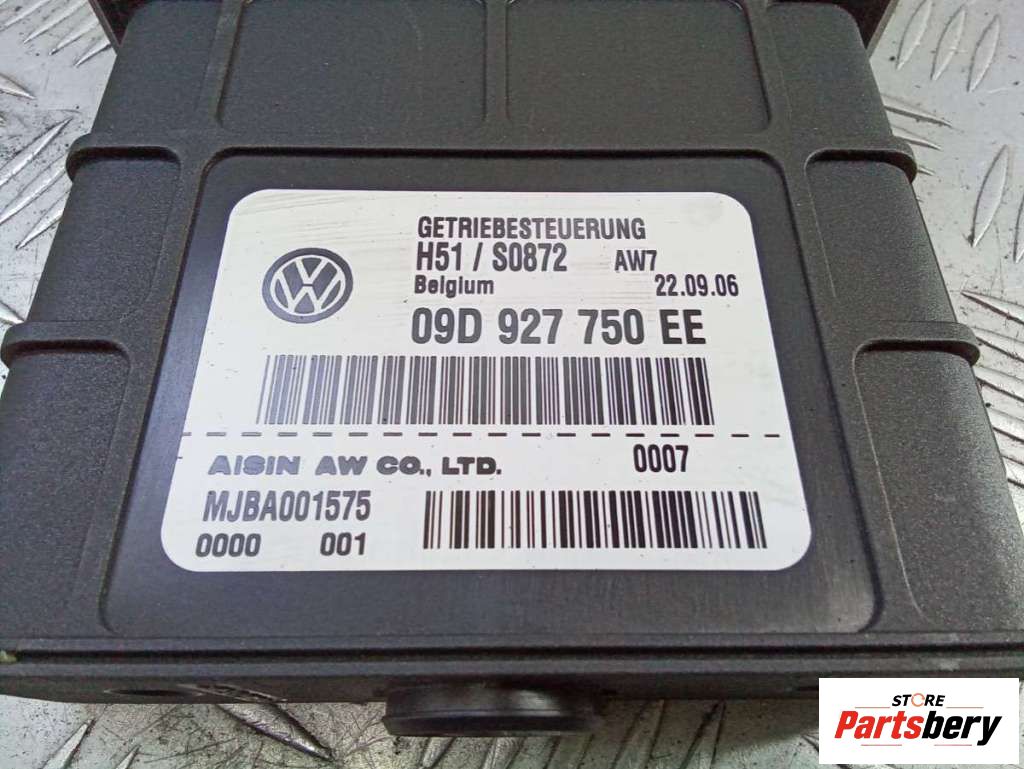 GETRIEBESTEUERUNG
H51 / S0872 AW7
Belgium 22.09.06
09D 927 750 EE
AISIN AW CO., LTD. 0007
MJBA001575
0000 001
STORE
Partsbery